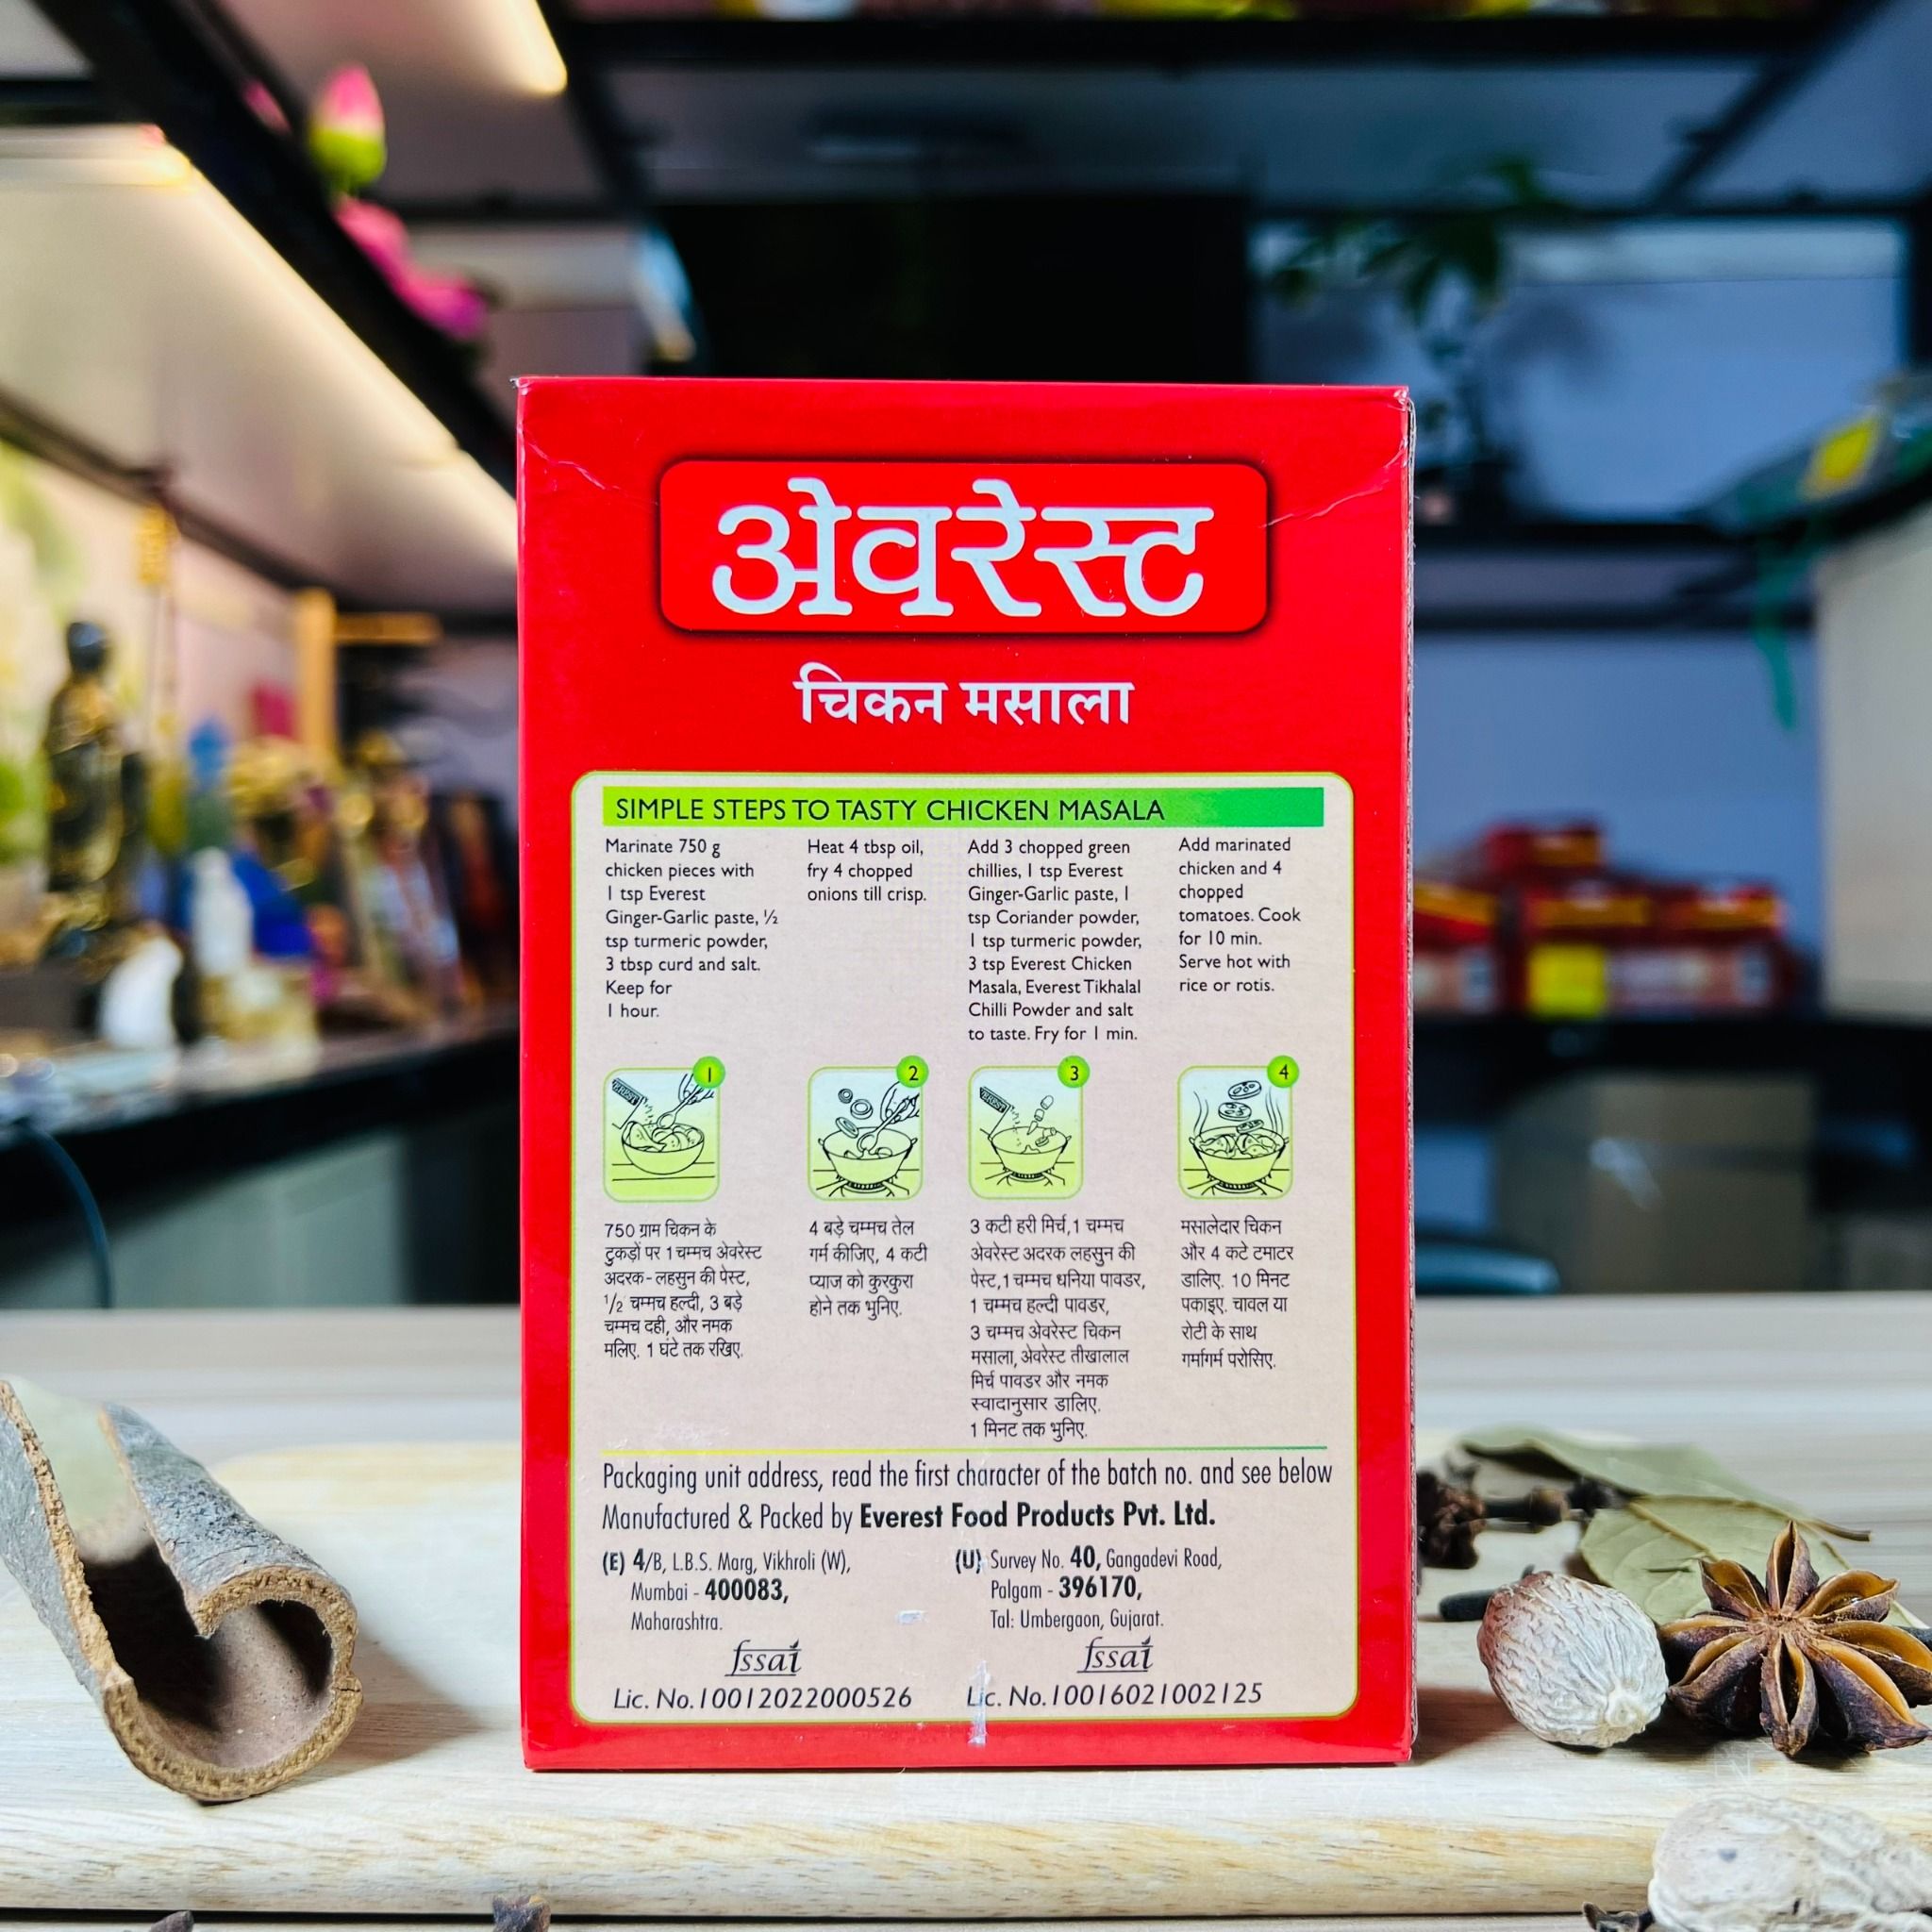 अेवरेस्ट
चिकन मसाला
SIMPLE STEPS TO TASTY CHICKEN MASALA
Marinate 750 g
chicken pieces with
1 tsp Everest
Ginger-Garlic paste, ½
tsp turmeric powder,
3 tbsp curd and salt.
Keep for
1 hour.
Heat 4 tbsp oil,
fry 4 chopped
onions till crisp.
Add 3 chopped green
chillies, 1 tsp Everest
Ginger-Garlic paste, 1
tsp Coriander powder,
1 tsp turmeric powder,
3 tsp Everest Chicken
Masala, Everest Tikhalal
Chilli Powder and salt
to taste. Fry for 1 min.
Add marinated
chicken and 4
chopped
tomatoes. Cook
for 10 min.
Serve hot with
rice or rotis.
1
2
3
4
750 ग्राम चिकन के
टुकड़ों पर 1 चम्मच अेवरेस्ट
अदरक-लहसुन की पेस्ट,
1/2 चम्मच हल्दी, 3 बड़े
चम्मच दही, और नमक
मलिए. 1 घंटे तक रखिए.
4 बड़े चम्मच तेल
गर्म कीजिए, 4 कटी
प्याज को कुरकुरा
होने तक भुनिए.
3 कटी हरी मिर्च,1 चम्मच
अेवरेस्ट अदरक लहसुन की
पेस्ट,1 चम्मच धनिया पावडर,
1 चम्मच हल्दी पावडर,
3 चम्मच अेवरेस्ट चिकन
मसाला, अेवरेस्ट तीखालाल
मिर्च पावडर और नमक
स्वादानुसार डालिए.
1 मिनट तक भुनिए.
मसालेदार चिकन
और 4 कटे टमाटर
डालिए. 10 मिनट
पकाइए. चावल या
रोटी के साथ
गर्मागर्म परोसिए.
Packaging unit address, read the first character of the batch no. and see below
Manufactured & Packed by Everest Food Products Pvt. Ltd.
(E) 4/B, L.B.S. Marg, Vikhroli (W),
Mumbai - 400083,
Maharashtra.
fssai
Lic. No.10012022000526
(U) Survey No. 40, Gangadevi Road,
Palgam - 396170,
Tal: Umbergaon, Gujarat.
fssai
Lic. No.10016021002125